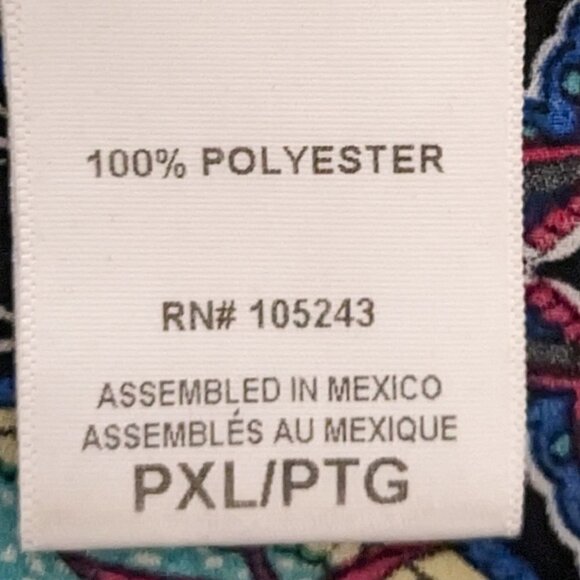 100% POLYESTER
RN# 105243
ASSEMBLED IN MEXICO
ASSEMBLÉS AU MEXIQUE
PXL/PTG